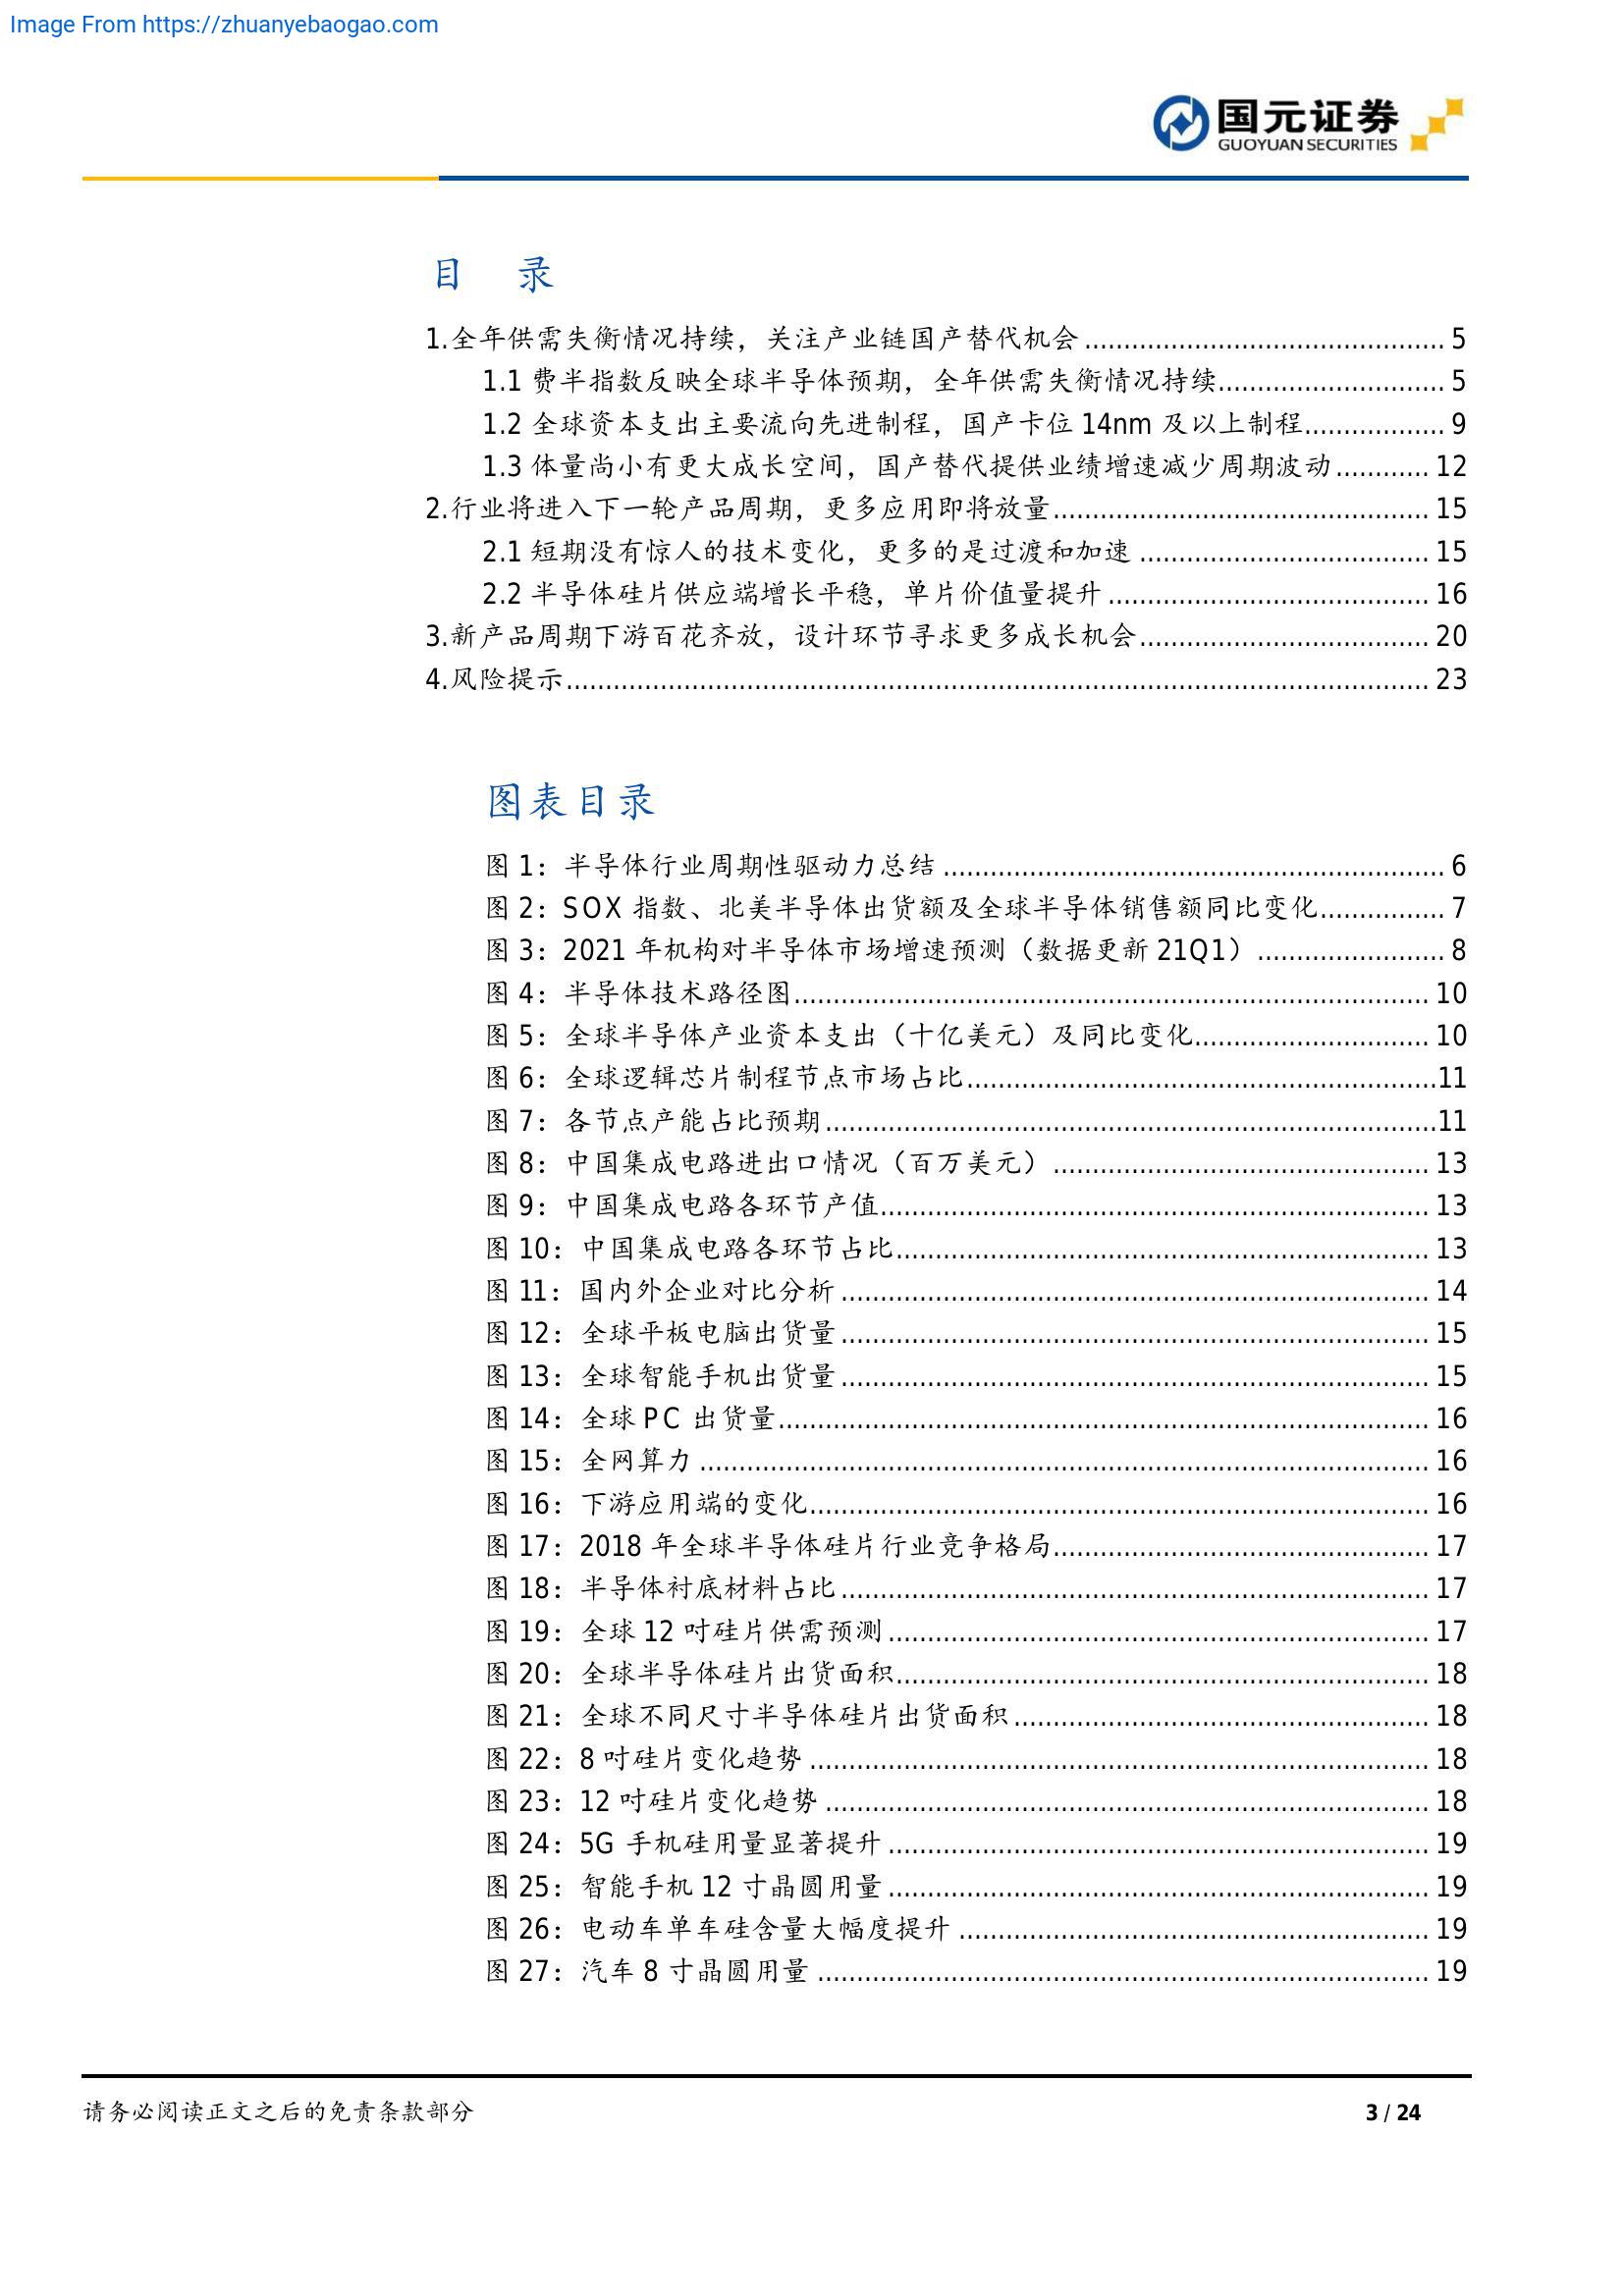 Image From https://zhuanyebaogao.com
国元证券
GUOYUAN SECURITIES
目 录
1.全年供需失衡情况持续，关注产业链国产替代机会 5
1.1 费半指数反映全球半导体预期，全年供需失衡情况持续 5
1.2 全球资本支出主要流向先进制程，国产卡位 14nm 及以上制程 9
1.3 体量尚小有更大成长空间，国产替代提供业绩增速减少周期波动 12
2.行业将进入下一轮产品周期，更多应用即将放量 15
2.1 短期没有惊人的技术变化，更多的是过渡和加速 15
2.2 半导体硅片供应端增长平稳，单片价值量提升 16
3.新产品周期下游百花齐放，设计环节寻求更多成长机会 20
4.风险提示 23
图表目录
图 1：半导体行业周期性驱动力总结 6
图 2：SOX 指数、北美半导体出货额及全球半导体销售额同比变化 7
图 3：2021 年机构对半导体市场增速预测（数据更新 21Q1） 8
图 4：半导体技术路径图 10
图 5：全球半导体产业资本支出（十亿美元）及同比变化 10
图 6：全球逻辑芯片制程节点市场占比 11
图 7：各节点产能占比预期 11
图 8：中国集成电路进出口情况（百万美元） 13
图 9：中国集成电路各环节产值 13
图 10：中国集成电路各环节占比 13
图 11：国内外企业对比分析 14
图 12：全球平板电脑出货量 15
图 13：全球智能手机出货量 15
图 14：全球 PC 出货量 16
图 15：全网算力 16
图 16：下游应用端的变化 16
图 17：2018 年全球半导体硅片行业竞争格局 17
图 18：半导体衬底材料占比 17
图 19：全球 12 吋硅片供需预测 17
图 20：全球半导体硅片出货面积 18
图 21：全球不同尺寸半导体硅片出货面积 18
图 22：8 吋硅片变化趋势 18
图 23：12 吋硅片变化趋势 18
图 24：5G 手机硅用量显著提升 19
图 25：智能手机 12 寸晶圆用量 19
图 26：电动车单车硅含量大幅度提升 19
图 27：汽车 8 寸晶圆用量 19
请务必阅读正文之后的免责条款部分 3 / 24